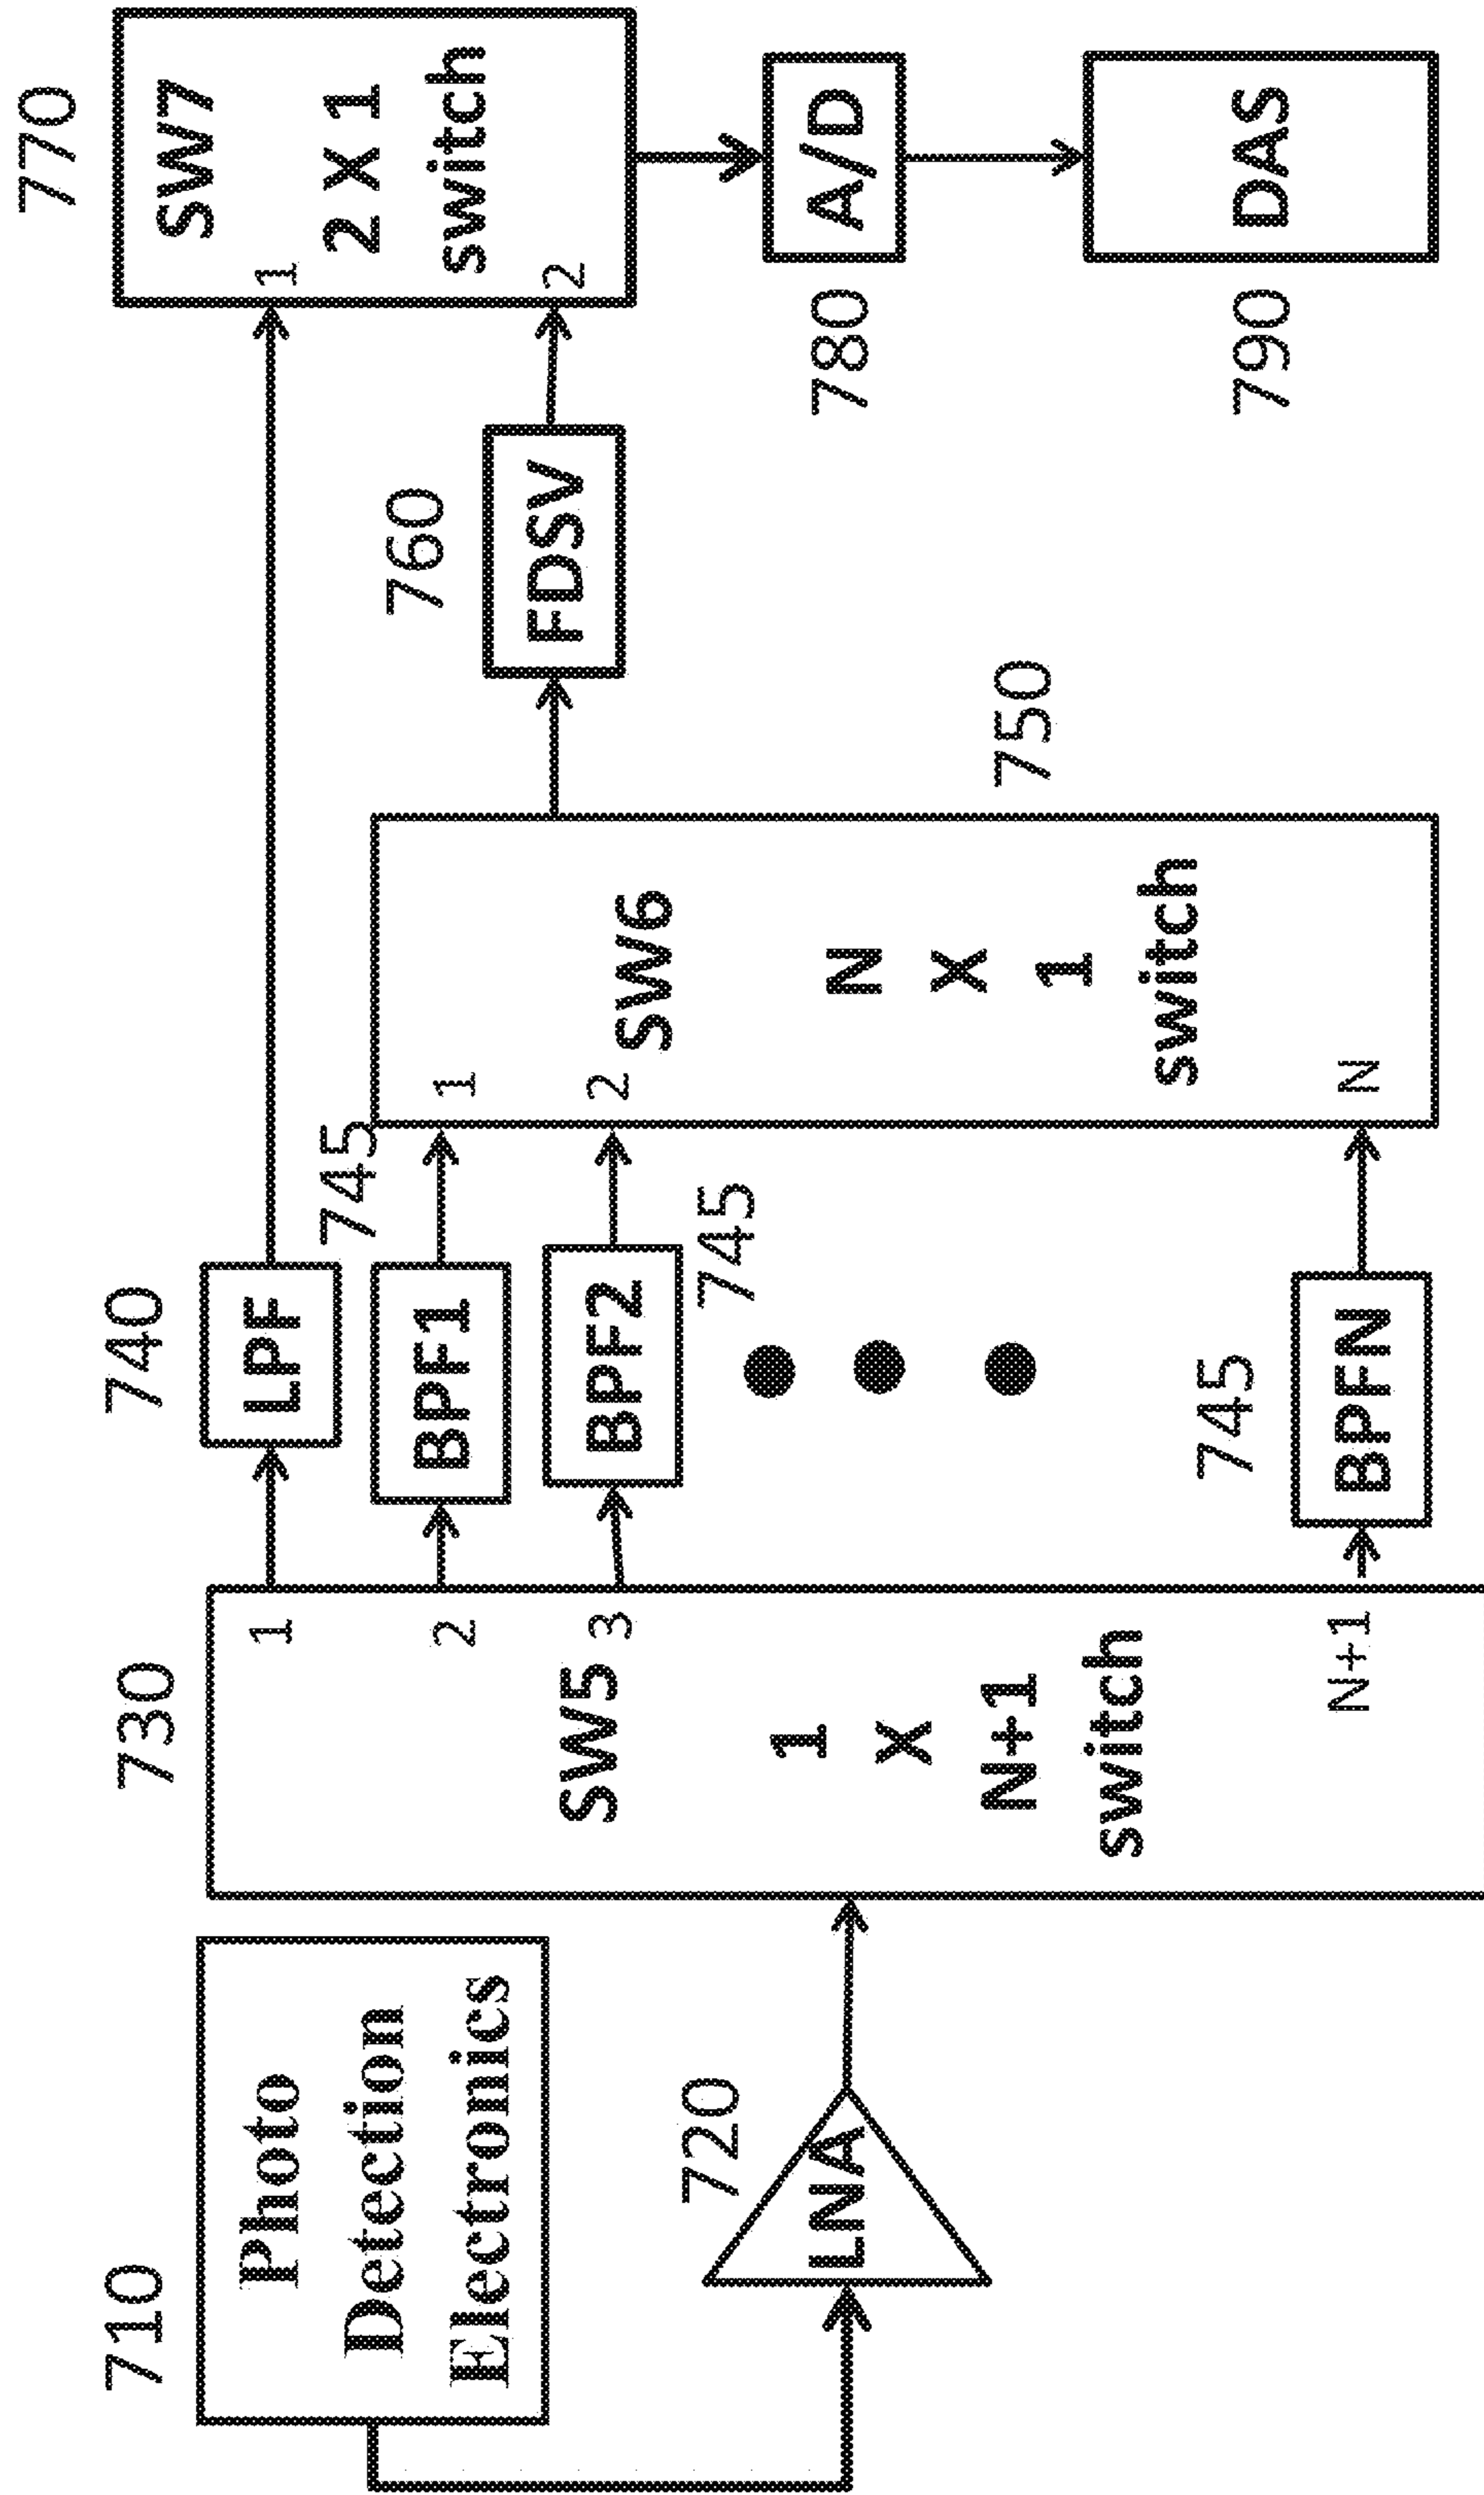 710
Photo
Detection
Electronics
720
LNA
730
SW5
1
X
N+1
switch
1
2
3
N+1
740
LPF
745
BPF1
BPF2
745
745
BPFN
1
2
N
SW6
N
X
1
switch
750
760
FDSV
770
SW7
2 X 1
switch
1
2
780
A/D
790
DAS